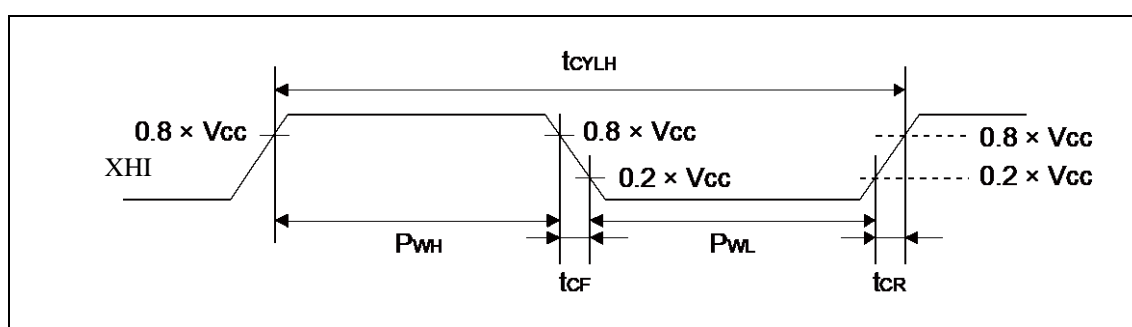 tCYLH
0.8 × Vcc
0.8 × Vcc
0.8 × Vcc
XHI
0.2 × Vcc
0.2 × Vcc
PWH
PWL
tCF
tCR